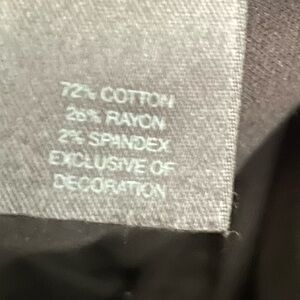 72% COTTON
26% RAYON
2% SPANDEX
EXCLUSIVE OF
DECORATION